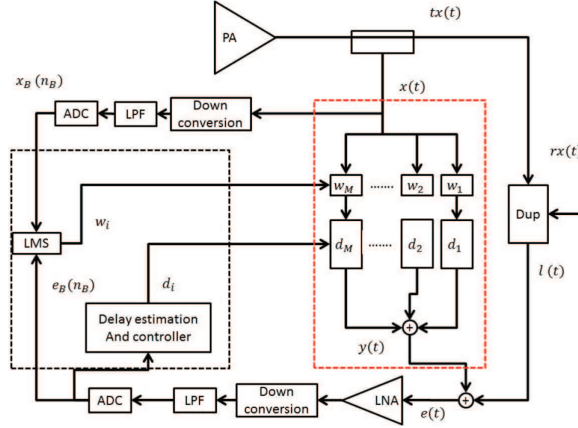 PA
tx(t)
x_B(n_B)
x(t)
ADC
LPF
Down
conversion
rx(t)
w_M
.......
w_2
w_1
w_i
LMS
Dup
d_M
.......
d_2
d_1
e_B(n_B)
d_i
l(t)
Delay estimation
And controller
+
y(t)
ADC
LPF
Down
conversion
LNA
e(t)
+